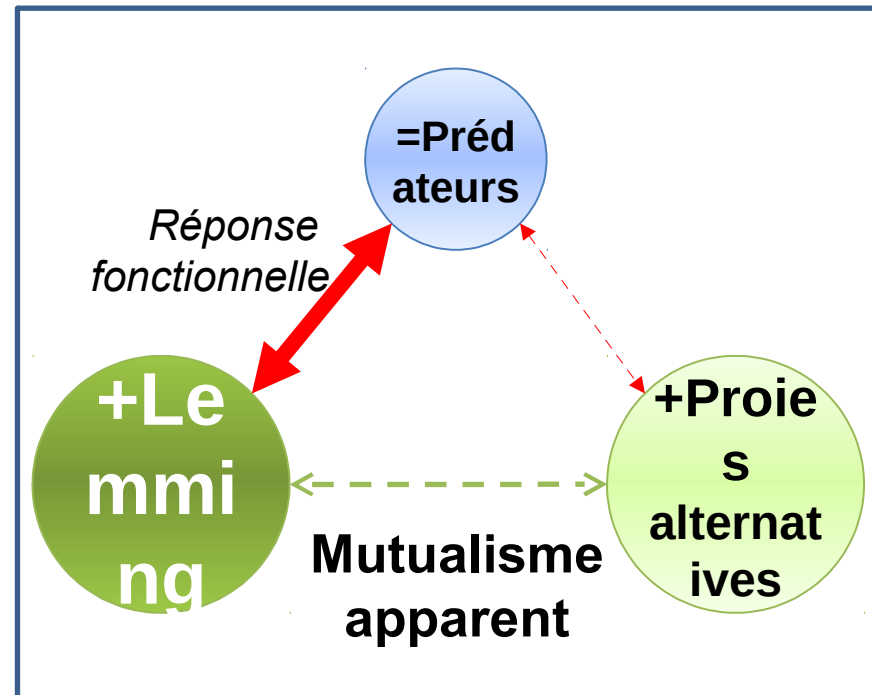 =Préd
ateurs
Réponse
fonctionnelle
+Le
mmi
ng
+Proie
s
alternat
ives
Mutualisme
apparent